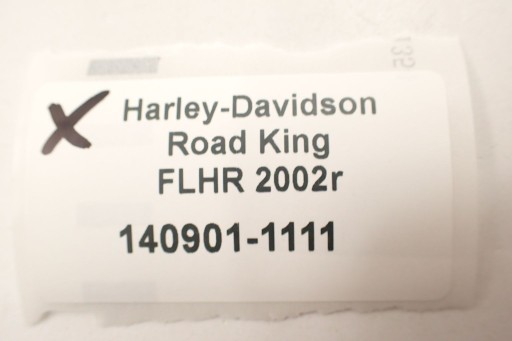 Harley-Davidson
Road King
FLHR 2002r
140901-1111